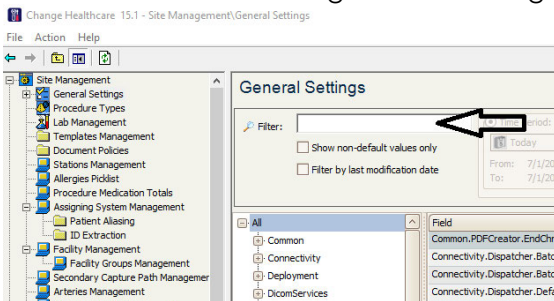 Change Healthcare 15.1 - Site Management\General Settings
File Action Help
Site Management
General Settings
Procedure Types
Lab Management
Templates Management
Document Policies
Stations Management
Allergies Picklist
Procedure Medication Totals
Assigning System Management
Patient Aliasing
ID Extraction
Facility Management
Facility Groups Management
Secondary Capture Path Managemer
Arteries Management
General Settings
Filter:
Show non-default values only
Filter by last modification date
Time Period:
Today
From: 7/1/20
To: 7/1/20
All
Common
Connectivity
Deployment
DicomServices
Field
Common.PDFCreator.EndChr
Connectivity.Dispatcher.Batc
Connectivity.Dispatcher.Batc
Connectivity.Dispatcher.Defa